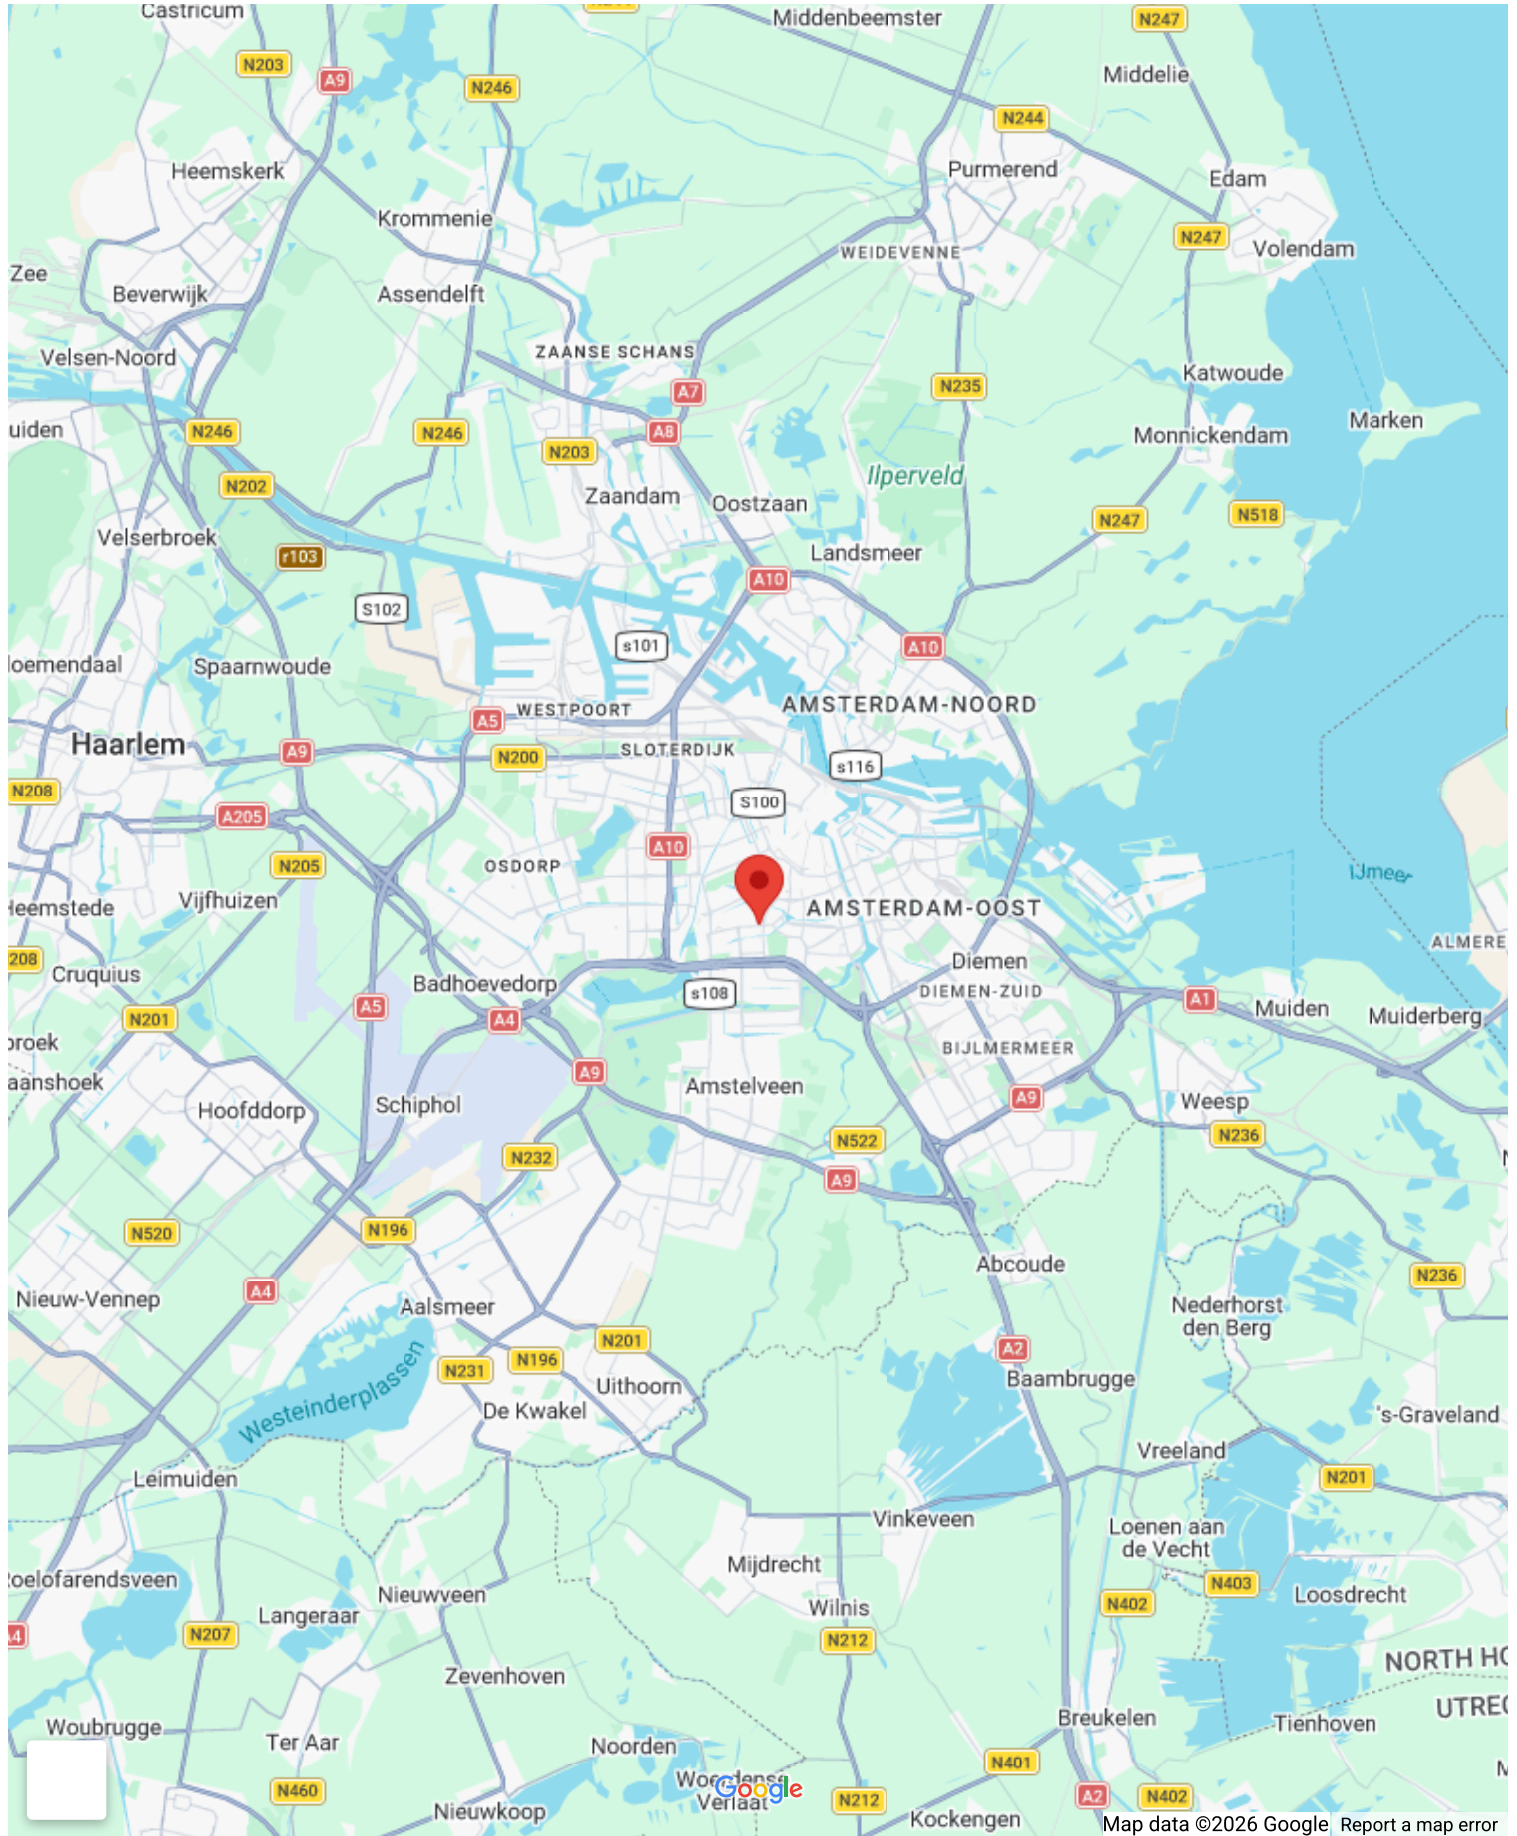 Castricum
Middenbeemster
N247
N203
A9
N246
Middelie
N244
Heemskerk
Purmerend
Edam
Krommenie
N247
WEIDEVENNE
Volendam
Zee
Beverwijk
Assendelft
Velsen-Noord
ZAANSE SCHANS
Katwoude
A7
N235
Marken
uiden
N246
N246
A8
N203
Monnickendam
Ilperveld
N202
Zaandam
Oostzaan
N247
N518
Velserbroek
r103
Landsmeer
A10
S102
s101
A10
loemendaal
Spaarnwoude
AMSTERDAM-NOORD
A5
WESTPOORT
Haarlem
A9
N200
SLOTERDIJK
s116
N208
S100
A205
A10
N205
OSDORP
IJmeer
Vijfhuizen
Heemstede
AMSTERDAM-OOST
ALMERE
208
Cruquius
Badhoevedorp
Diemen
s108
DIEMEN-ZUID
A5
A1
N201
A4
Muiden
Muiderberg
broek
BIJLMERMEER
A9
aanshoek
Amstelveen
A9
Hoofddorp
Schiphol
Weesp
N232
N522
N236
A9
N520
N196
Abcoude
N236
A4
Nieuw-Vennep
Aalsmeer
Nederhorst
den Berg
N201
A2
N231
N196
Westeinderplassen
Uithoorn
Baambrugge
De Kwakel
's-Graveland
Vreeland
Leimuiden
N201
Vinkeveen
Loenen aan
de Vecht
Mijdrecht
Roelofarendsveen
Nieuwveen
N403
Loosdrecht
N402
Langeraar
Wilnis
A4
N207
N212
NORTH HO
Zevenhoven
UTREC
Woubrugge
Breukelen
Tienhoven
Ter Aar
Noorden
N401
Woerdense
Verlaat
Google
N460
N212
A2
N402
Nieuwkoop
Kockengen
Map data ©2026 Google
Report a map error